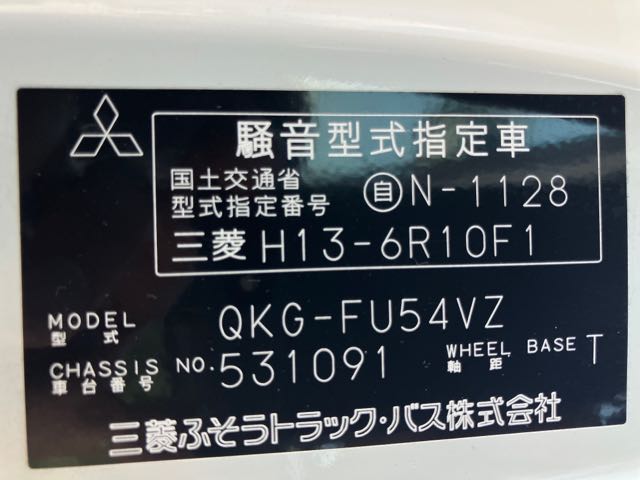 騒音型式指定車
国土交通省
型式指定番号 自 N-1128
三菱 H13-6R10F1
MODEL QKG-FU54VZ
型式
CHASSIS NO. 531091 WHEEL BASE T
車台番号 軸距
三菱ふそうトラック・バス株式会社